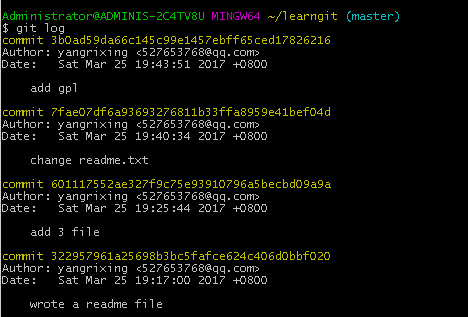 Administrator@ADMINIS-2C4TV8U MINGW64 ~/learngit (master)
$ git log
commit 3b0ad59da66c145c99e1457ebff65ced17826216
Author: yangrixing <527653768@qq.com>
Date:   Sat Mar 25 19:43:51 2017 +0800
    add gpl
commit 7fae07df6a93693276811b33ffa8959e41bef04d
Author: yangrixing <527653768@qq.com>
Date:   Sat Mar 25 19:40:34 2017 +0800
    change readme.txt
commit 601117552ae327f9c75e93910796a5becbd09a9a
Author: yangrixing <527653768@qq.com>
Date:   Sat Mar 25 19:25:44 2017 +0800
    add 3 file
commit 322957961a25698b3bc5fafce624c406d0bbf020
Author: yangrixing <527653768@qq.com>
Date:   Sat Mar 25 19:17:00 2017 +0800
    wrote a readme file